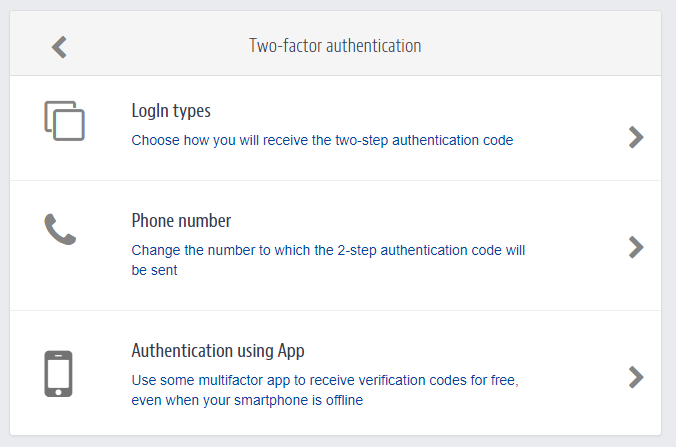 Two-factor authentication
LogIn types
Choose how you will receive the two-step authentication code
Phone number
Change the number to which the 2-step authentication code will
be sent
Authentication using App
Use some multifactor app to receive verification codes for free,
even when your smartphone is offline